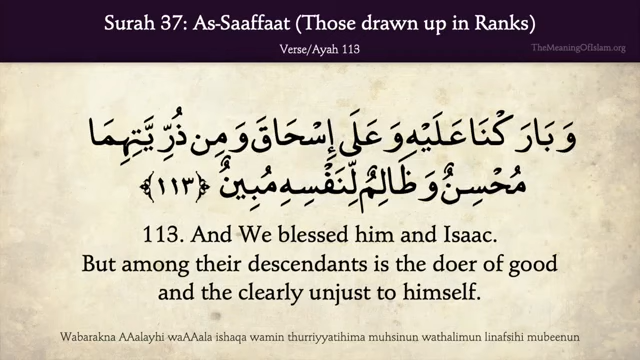 Surah 37: As-Saaffaat (Those drawn up in Ranks)
Verse/Ayah 113
TheMeaningOfIslam.org
وَبَارَكْنَا عَلَيْهِ وَعَلَى إِسْحَاقَ وَمِن ذُرِّيَّتِهِمَا
مُحْسِنٌ وَظَالِمٌ لِّنَفْسِهِ مُبِينٌ ﴿١١٣﴾
113. And We blessed him and Isaac.
But among their descendants is the doer of good
and the clearly unjust to himself.
Wabarakna AAalayhi waAAala ishaqa wamin thurriyyatihima muhsinun wathalimun linafsihi mubeenun